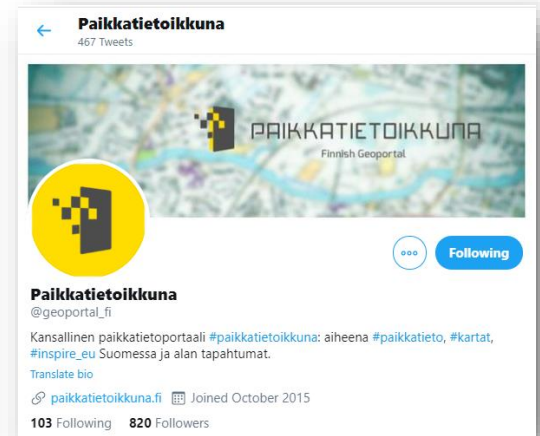 Paikkatietoikkuna
467 Tweets
PAIKKATIETOIKKUNA
Finnish Geoportal
Following
Paikkatietoikkuna
@geoportal_fi
Kansallinen paikkatietoportaali #paikkatietoikkuna: aiheena #paikkatieto, #kartat,
#inspire_eu Suomessa ja alan tapahtumat.
Translate bio
paikkatietoikkuna.fi Joined October 2015
103 Following 820 Followers